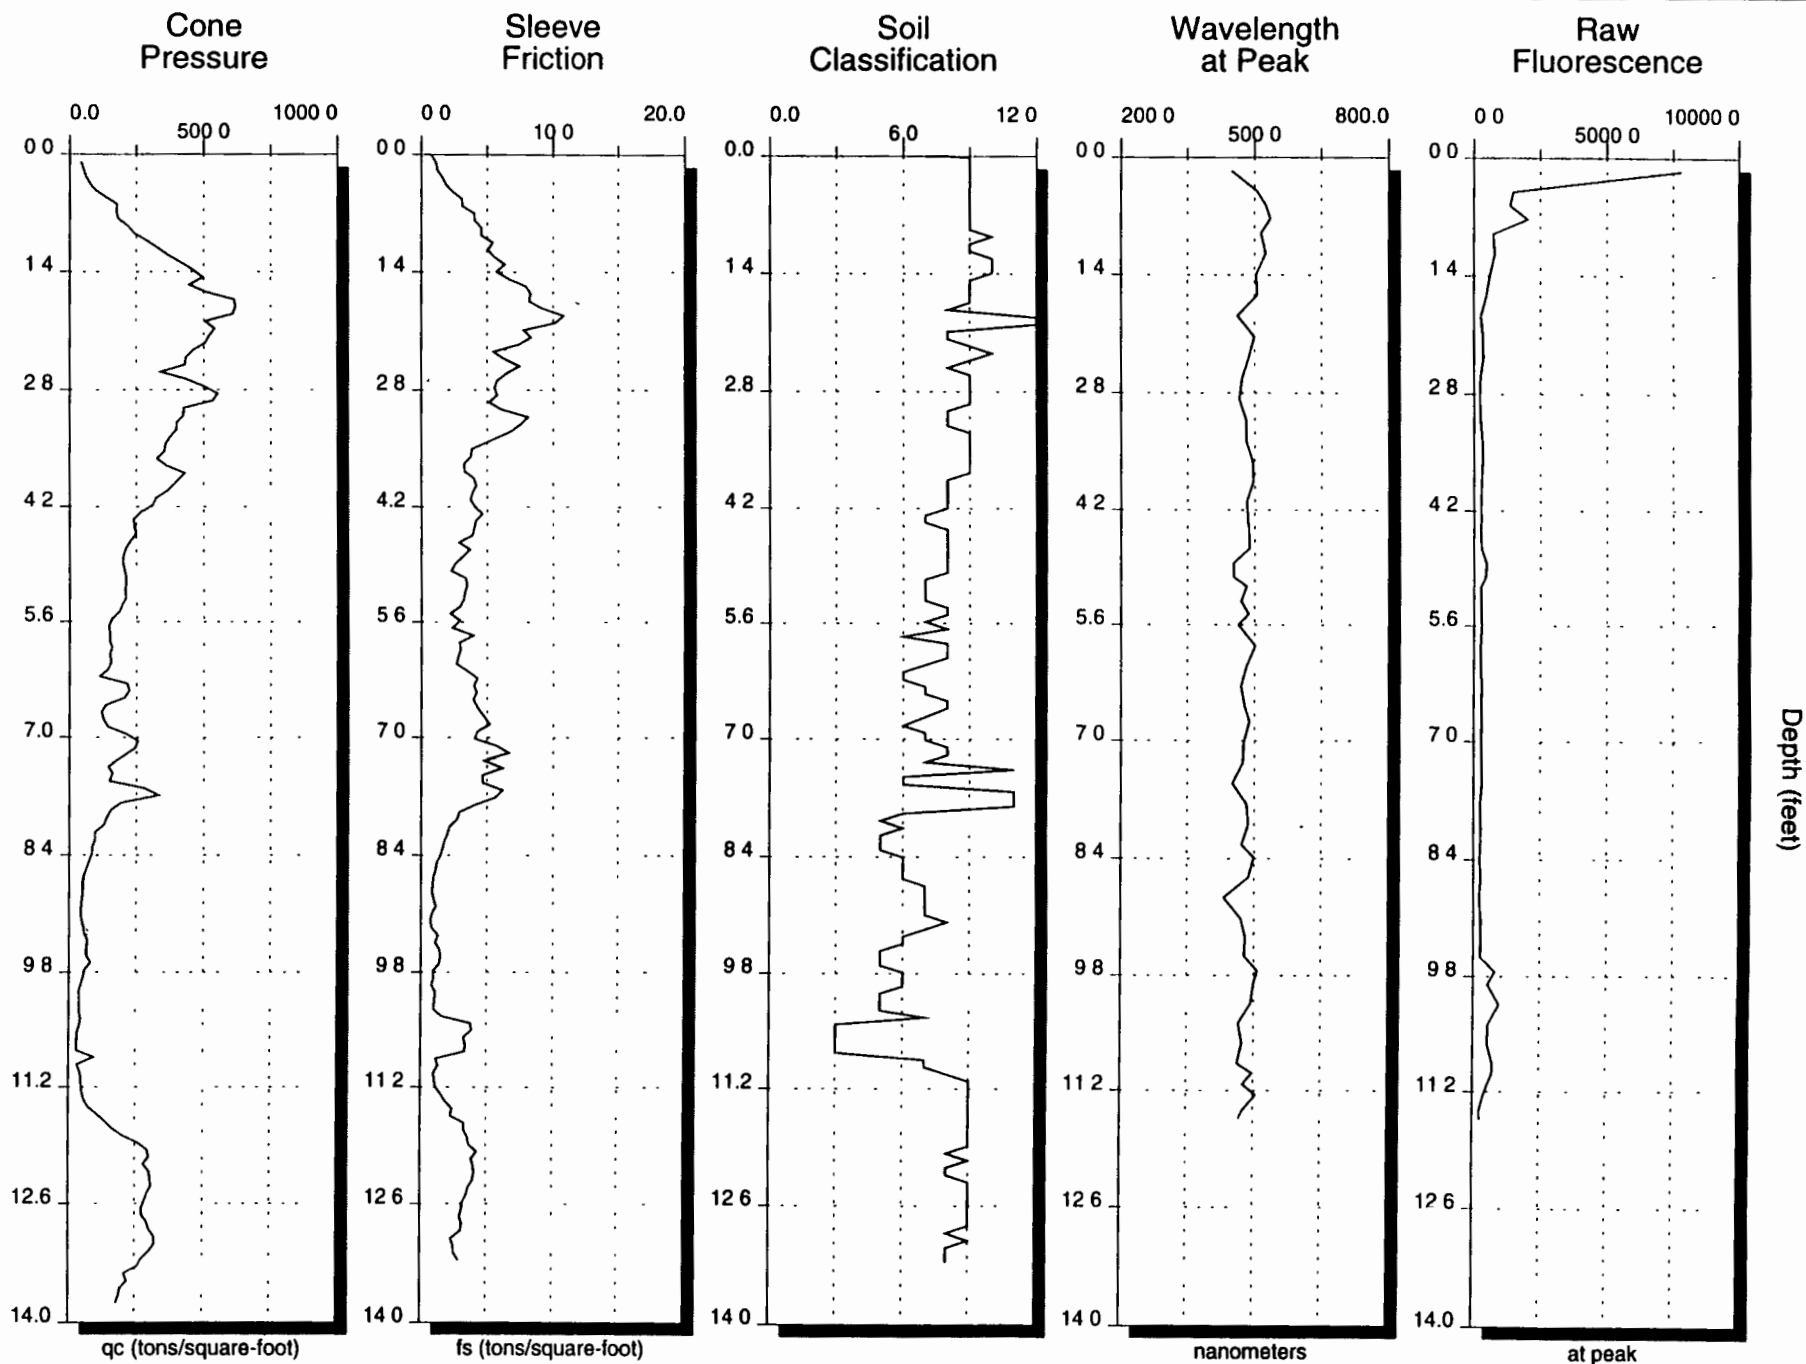 Cone
Pressure
Sleeve
Friction
Soil
Classification
Wavelength
at Peak
Raw
Fluorescence
0.0 500 0 1000 0
0 0 10 0 20.0
0.0 6.0 12 0
200 0 500 0 800.0
0 0 5000 0 10000 0
0 0
1 4
2 8
4 2
5 6
7 0
8 4
9 8
11 2
12 6
14.0
qc (tons/square-foot)
0 0
1 4
2 8
4.2
5 6
7 0
8 4
9 8
11 2
12 6
14 0
fs (tons/square-foot)
0.0
1 4
2.8
4 2
5.6
7 0
8 4
9 8
11.2
12 6
14 0
0 0
1 4
2 8
4 2
5 6
7 0
8 4
9 8
11 2
12 6
14 0
nanometers
0 0
1 4
2 8
4 2
5.6
7 0
8 4
9 8
11 2
12 6
14.0
at peak
Depth (feet)